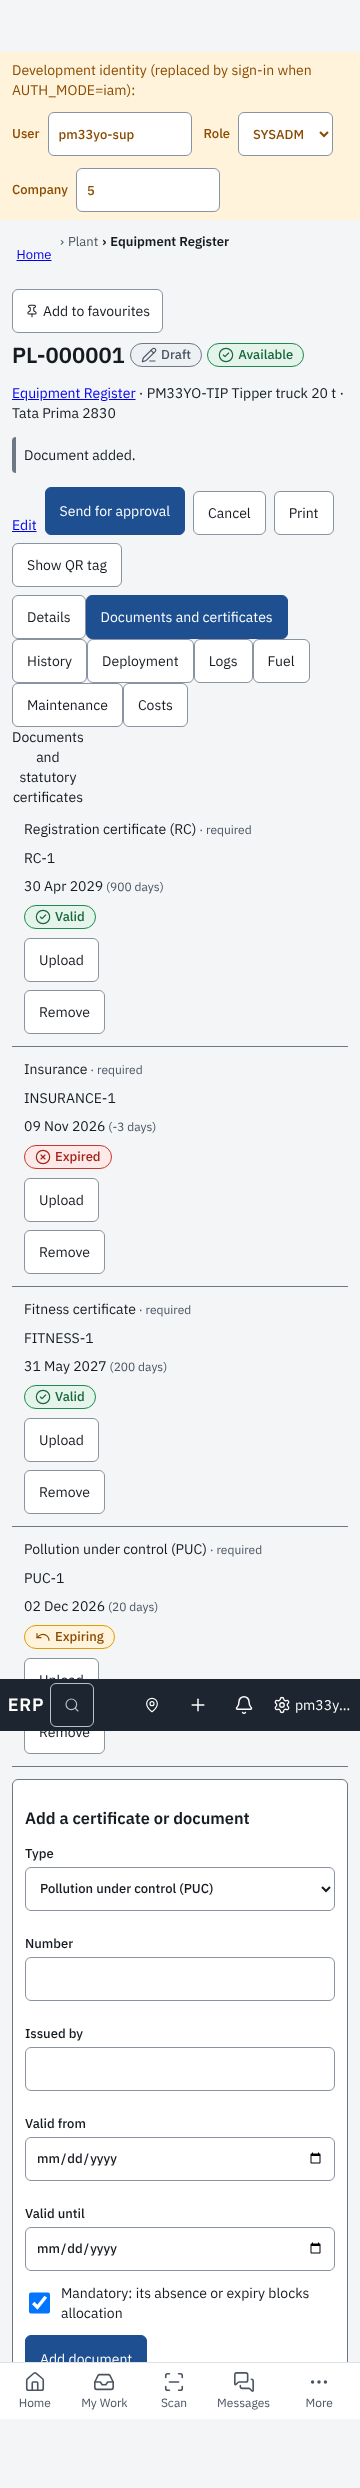 Development identity (replaced by sign-in when
AUTH_MODE=iam):
User pm33yo-sup Role SYSADM
Company 5
Home › Plant › Equipment Register
Add to favourites
PL-000001 Draft Available
Equipment Register · PM33YO-TIP Tipper truck 20 t ·
Tata Prima 2830
Document added.
Edit Send for approval Cancel Print
Show QR tag
Details Documents and certificates
History Deployment Logs Fuel
Maintenance Costs
Documents
and
statutory
certificates
Registration certificate (RC) · required
RC-1
30 Apr 2029 (900 days)
Valid
Upload
Remove
Insurance · required
INSURANCE-1
09 Nov 2026 (-3 days)
Expired
Upload
Remove
Fitness certificate · required
FITNESS-1
31 May 2027 (200 days)
Valid
Upload
Remove
Pollution under control (PUC) · required
PUC-1
02 Dec 2026 (20 days)
Expiring
Upload
ERP pm33y...
Remove
Add a certificate or document
Type
Pollution under control (PUC)
Number
Issued by
Valid from
mm/dd/yyyy
Valid until
mm/dd/yyyy
Mandatory: its absence or expiry blocks
allocation
Add document
Home My Work Scan Messages More